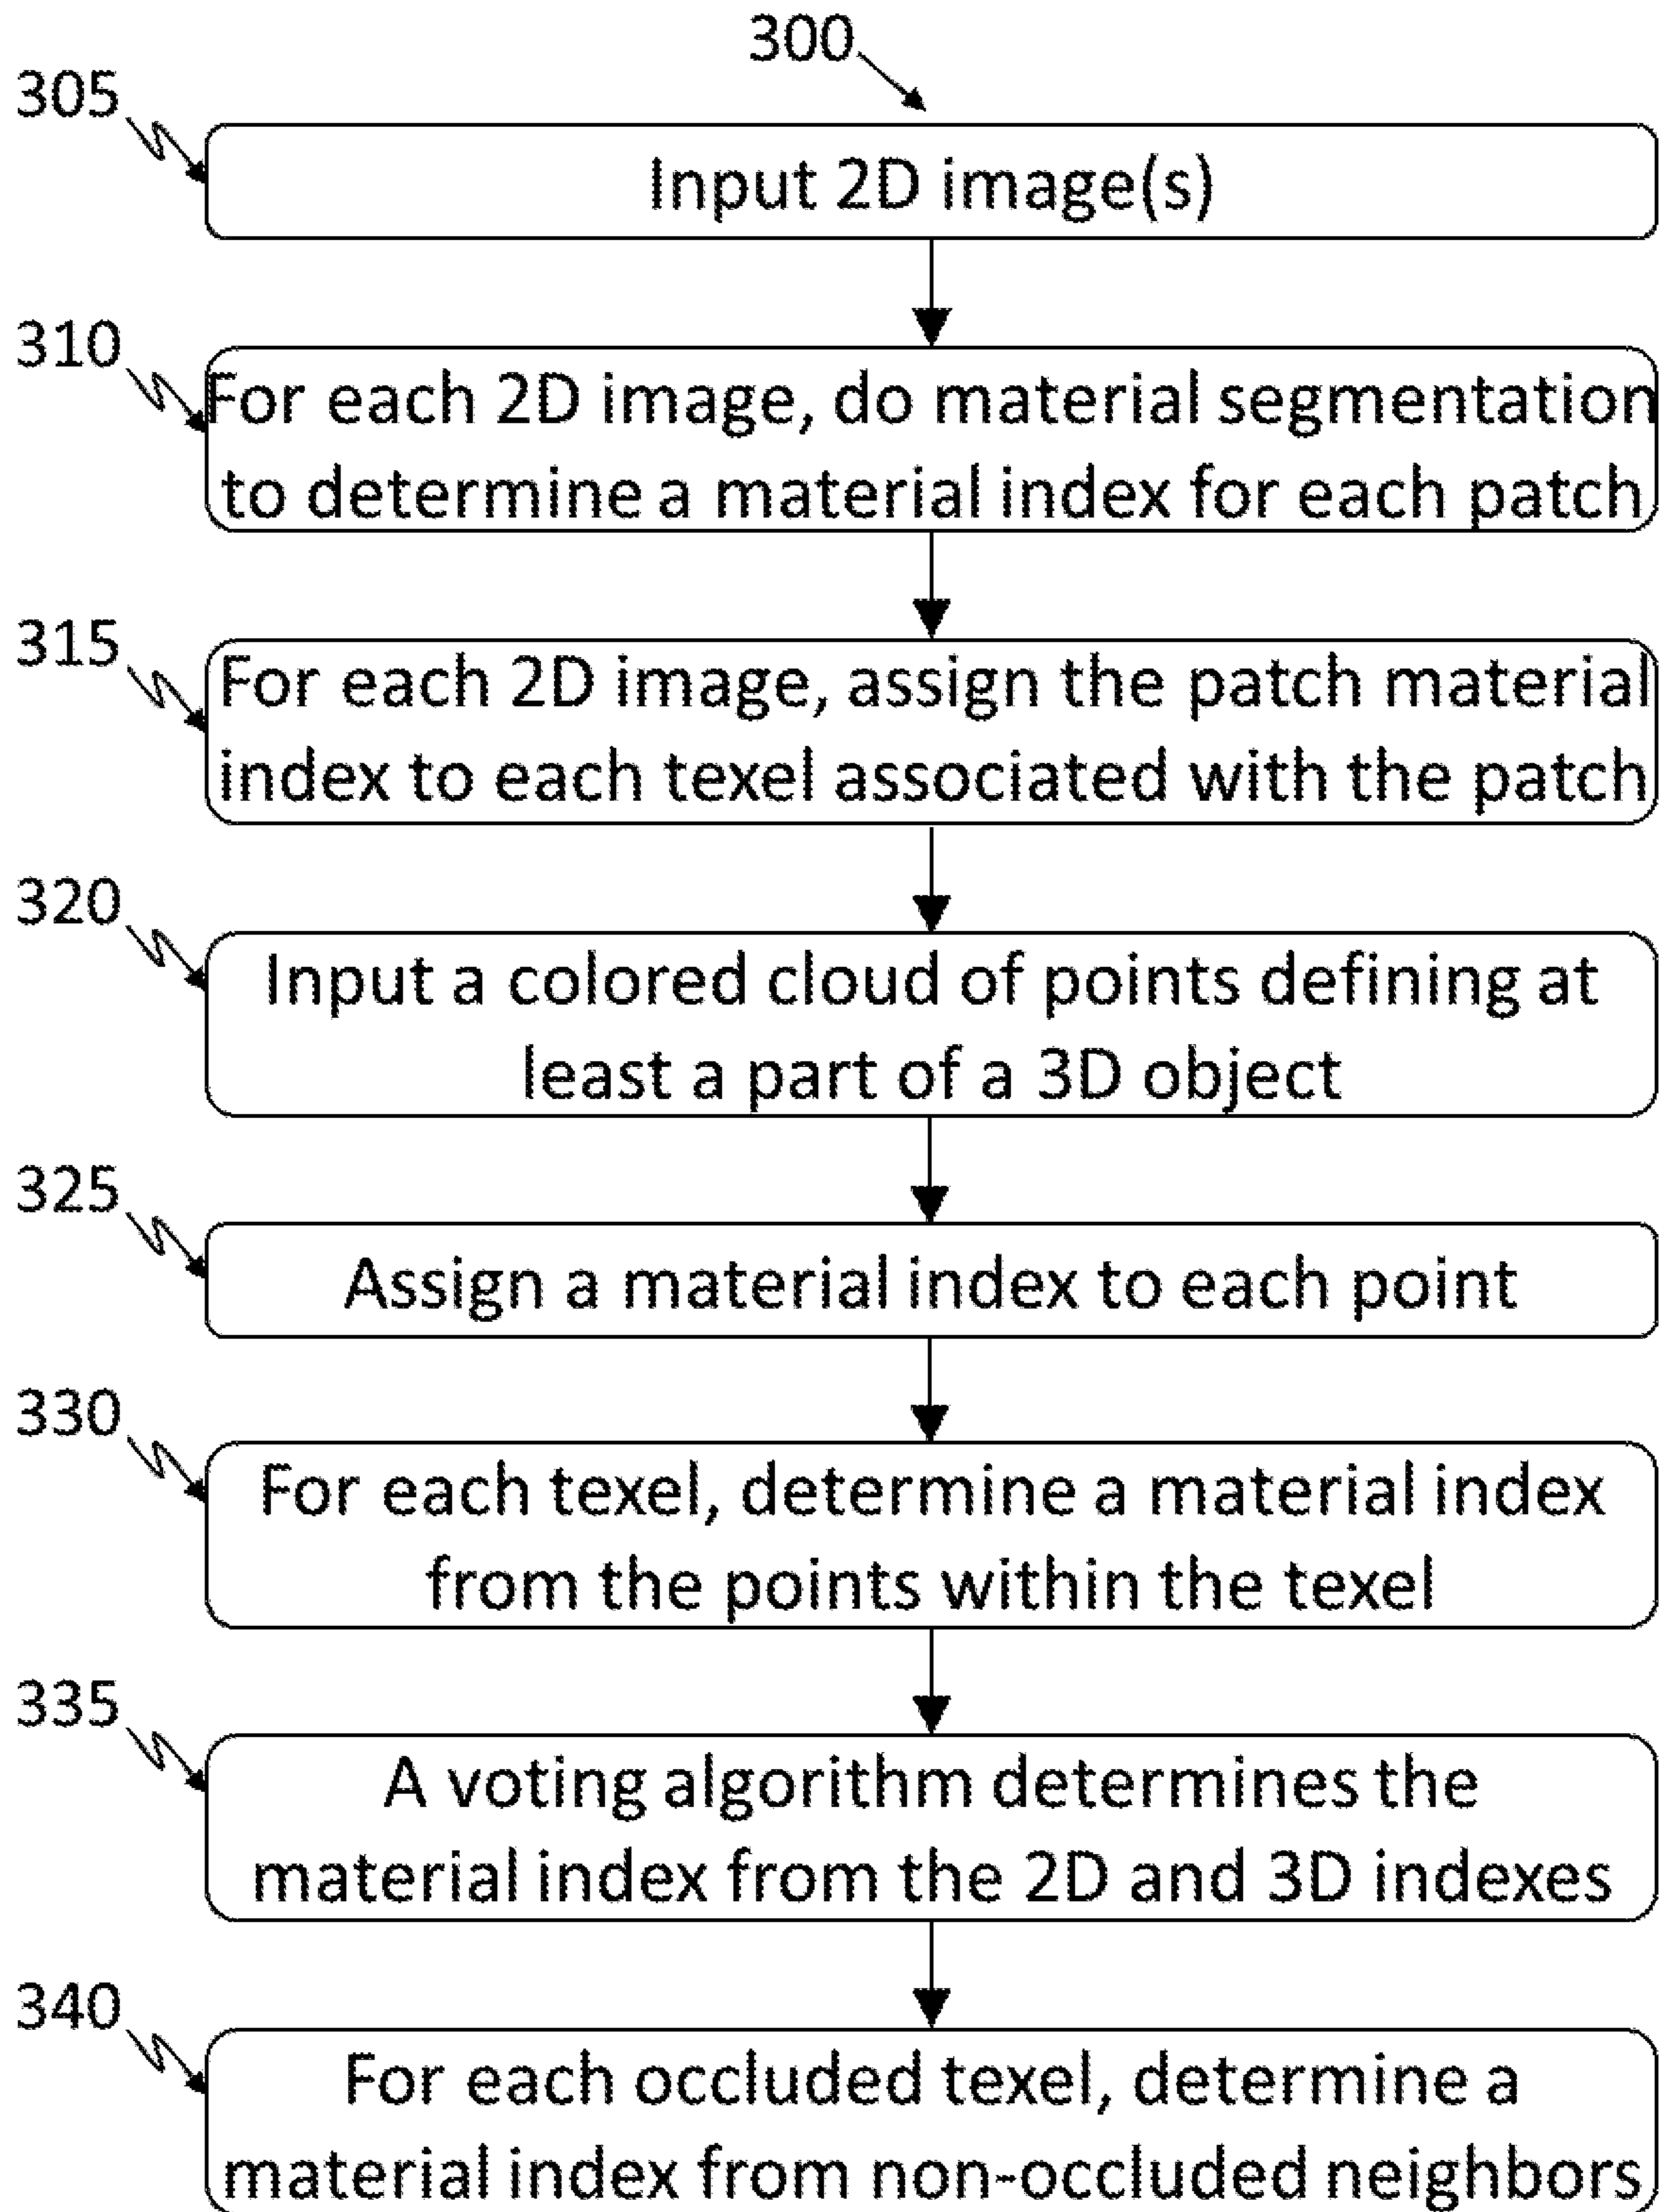 300
305
Input 2D image(s)
310
For each 2D image, do material segmentation
to determine a material index for each patch
315
For each 2D image, assign the patch material
index to each texel associated with the patch
320
Input a colored cloud of points defining at
least a part of a 3D object
325
Assign a material index to each point
330
For each texel, determine a material index
from the points within the texel
335
A voting algorithm determines the
material index from the 2D and 3D indexes
340
For each occluded texel, determine a
material index from non-occluded neighbors